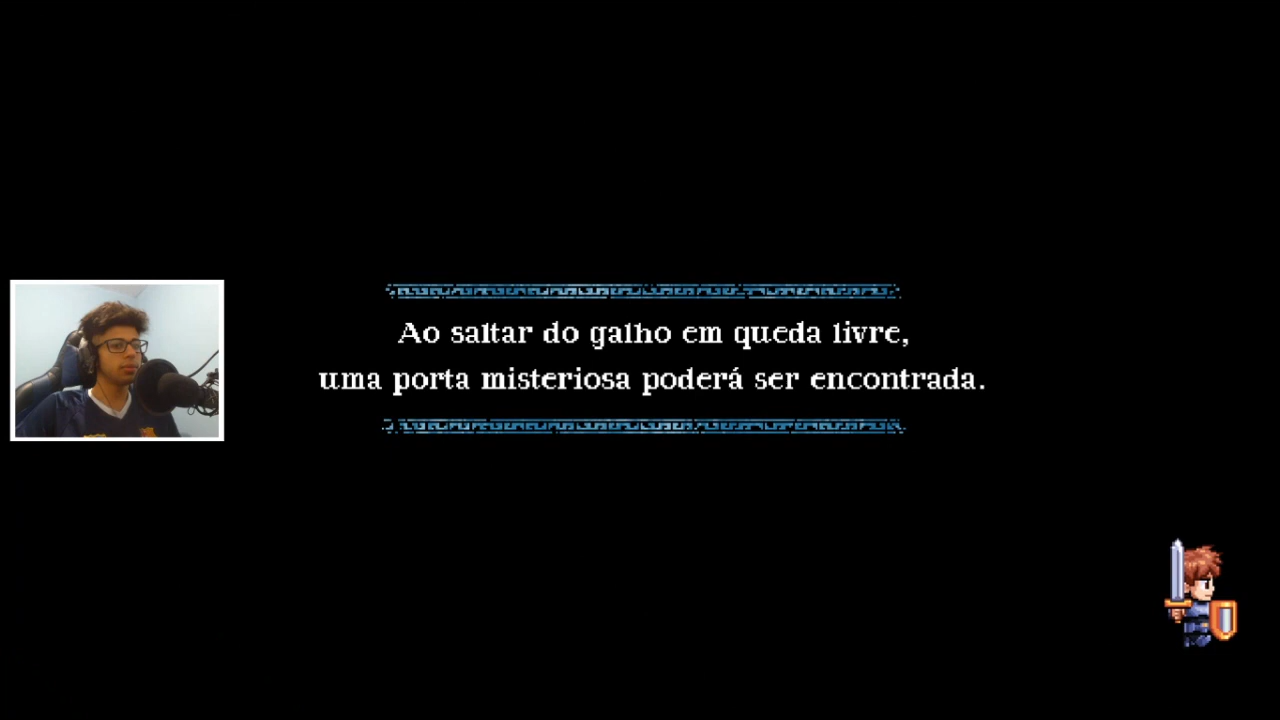 Ao saltar do galho em queda livre,
uma porta misteriosa poderá ser encontrada.